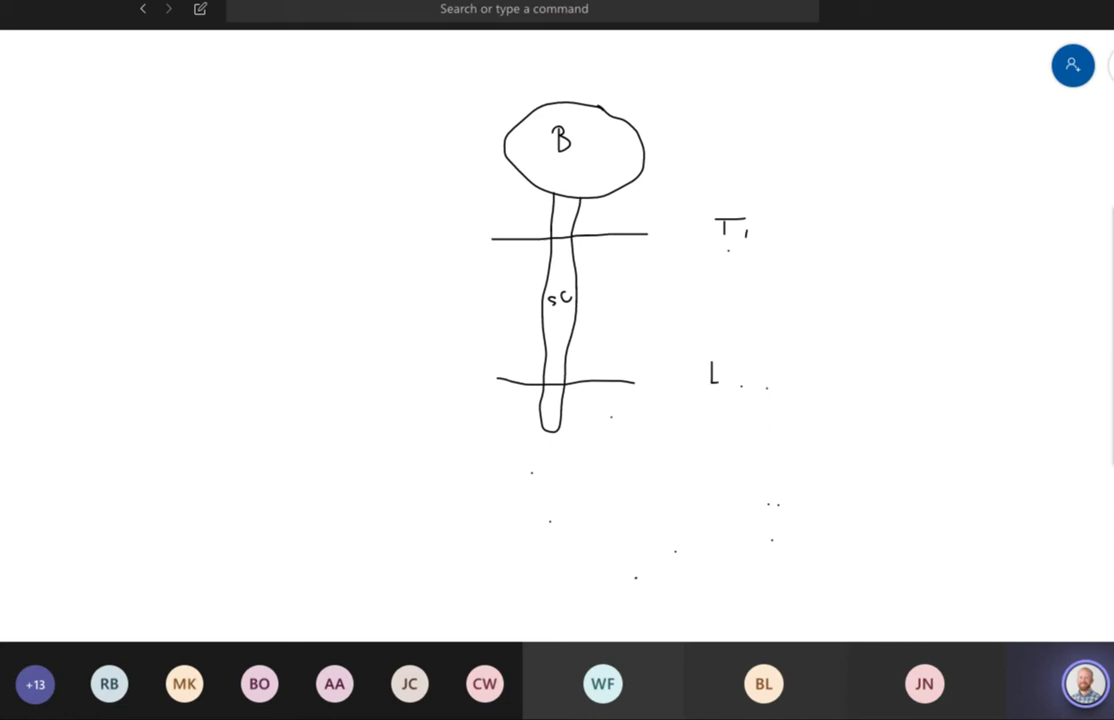 Search or type a command
B
T1
SC
L
+13 RB MK BO AA JC CW WF BL JN